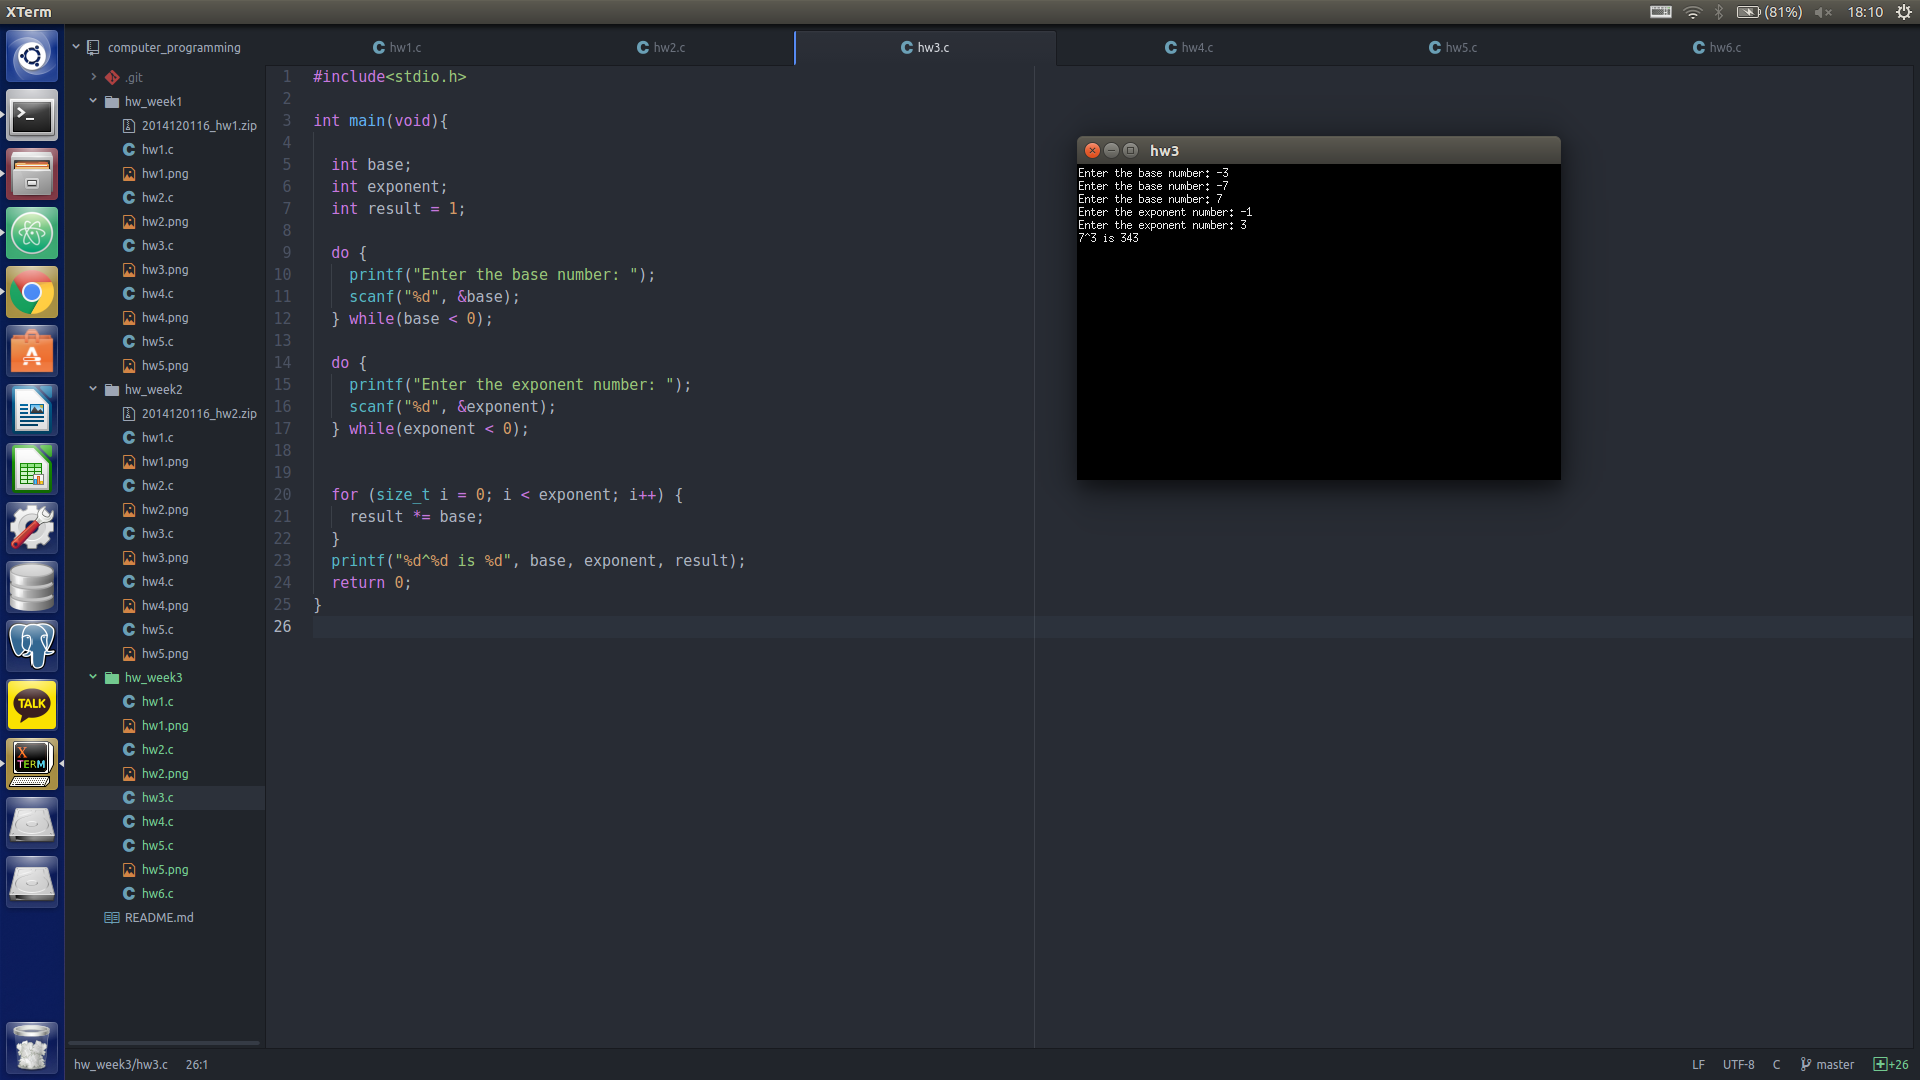 XTerm
(81%)
18:10
computer_programming
.git
hw_week1
2014120116_hw1.zip
hw1.c
hw1.png
hw2.c
hw2.png
hw3.c
hw3.png
hw4.c
hw4.png
hw5.c
hw5.png
hw_week2
2014120116_hw2.zip
hw1.c
hw1.png
hw2.c
hw2.png
hw3.c
hw3.png
hw4.c
hw4.png
hw5.c
hw5.png
hw_week3
hw1.c
hw1.png
hw2.c
hw2.png
hw3.c
hw4.c
hw5.c
hw5.png
hw6.c
README.md
TALK
X
TERM
hw1.c
hw2.c
hw3.c
hw4.c
hw5.c
hw6.c
1 #include<stdio.h>
2
3 int main(void){
4
5 int base;
6 int exponent;
7 int result = 1;
8
9 do {
10 printf("Enter the base number: ");
11 scanf("%d", &base);
12 } while(base < 0);
13
14 do {
15 printf("Enter the exponent number: ");
16 scanf("%d", &exponent);
17 } while(exponent < 0);
18
19
20 for (size_t i = 0; i < exponent; i++) {
21 result *= base;
22 }
23 printf("%d^%d is %d", base, exponent, result);
24 return 0;
25 }
26
hw3
Enter the base number: -3
Enter the base number: -7
Enter the base number: 7
Enter the exponent number: -1
Enter the exponent number: 3
7^3 is 343
hw_week3/hw3.c
26:1
LF
UTF-8
C
master
+26